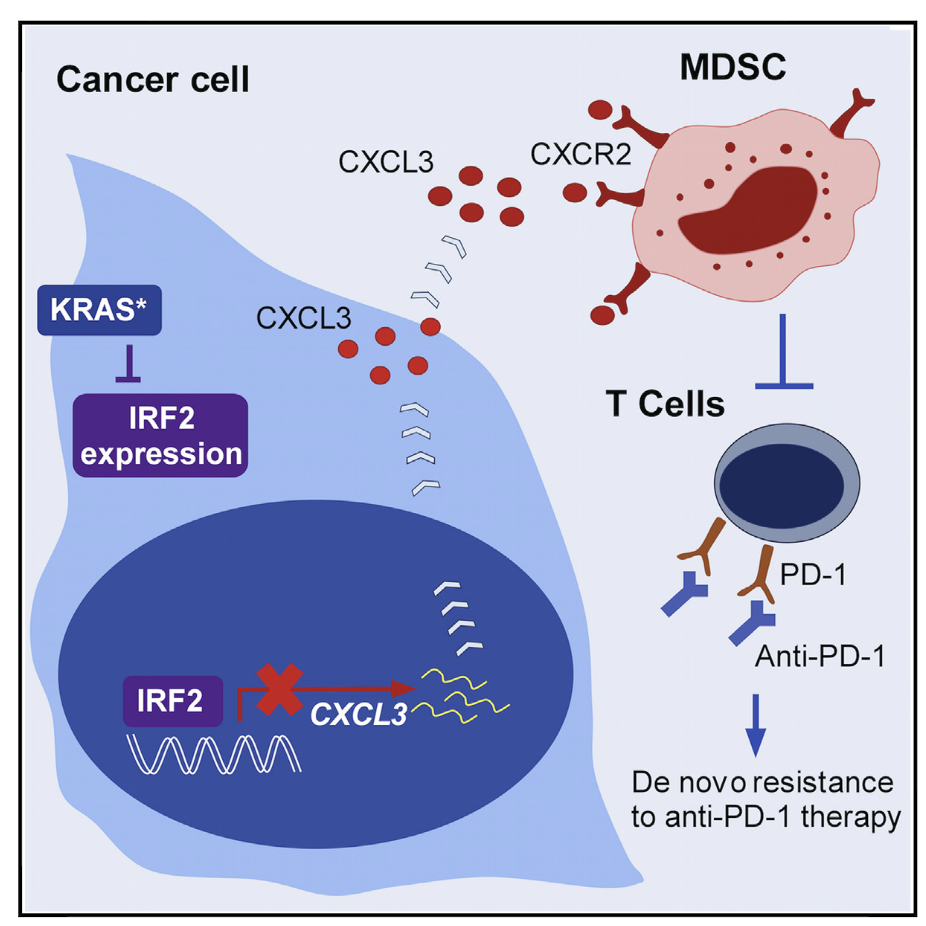 Cancer cell
MDSC
CXCL3
CXCR2
KRAS*
CXCL3
IRF2
expression
T Cells
PD-1
Anti-PD-1
IRF2
CXCL3
De novo resistance
to anti-PD-1 therapy